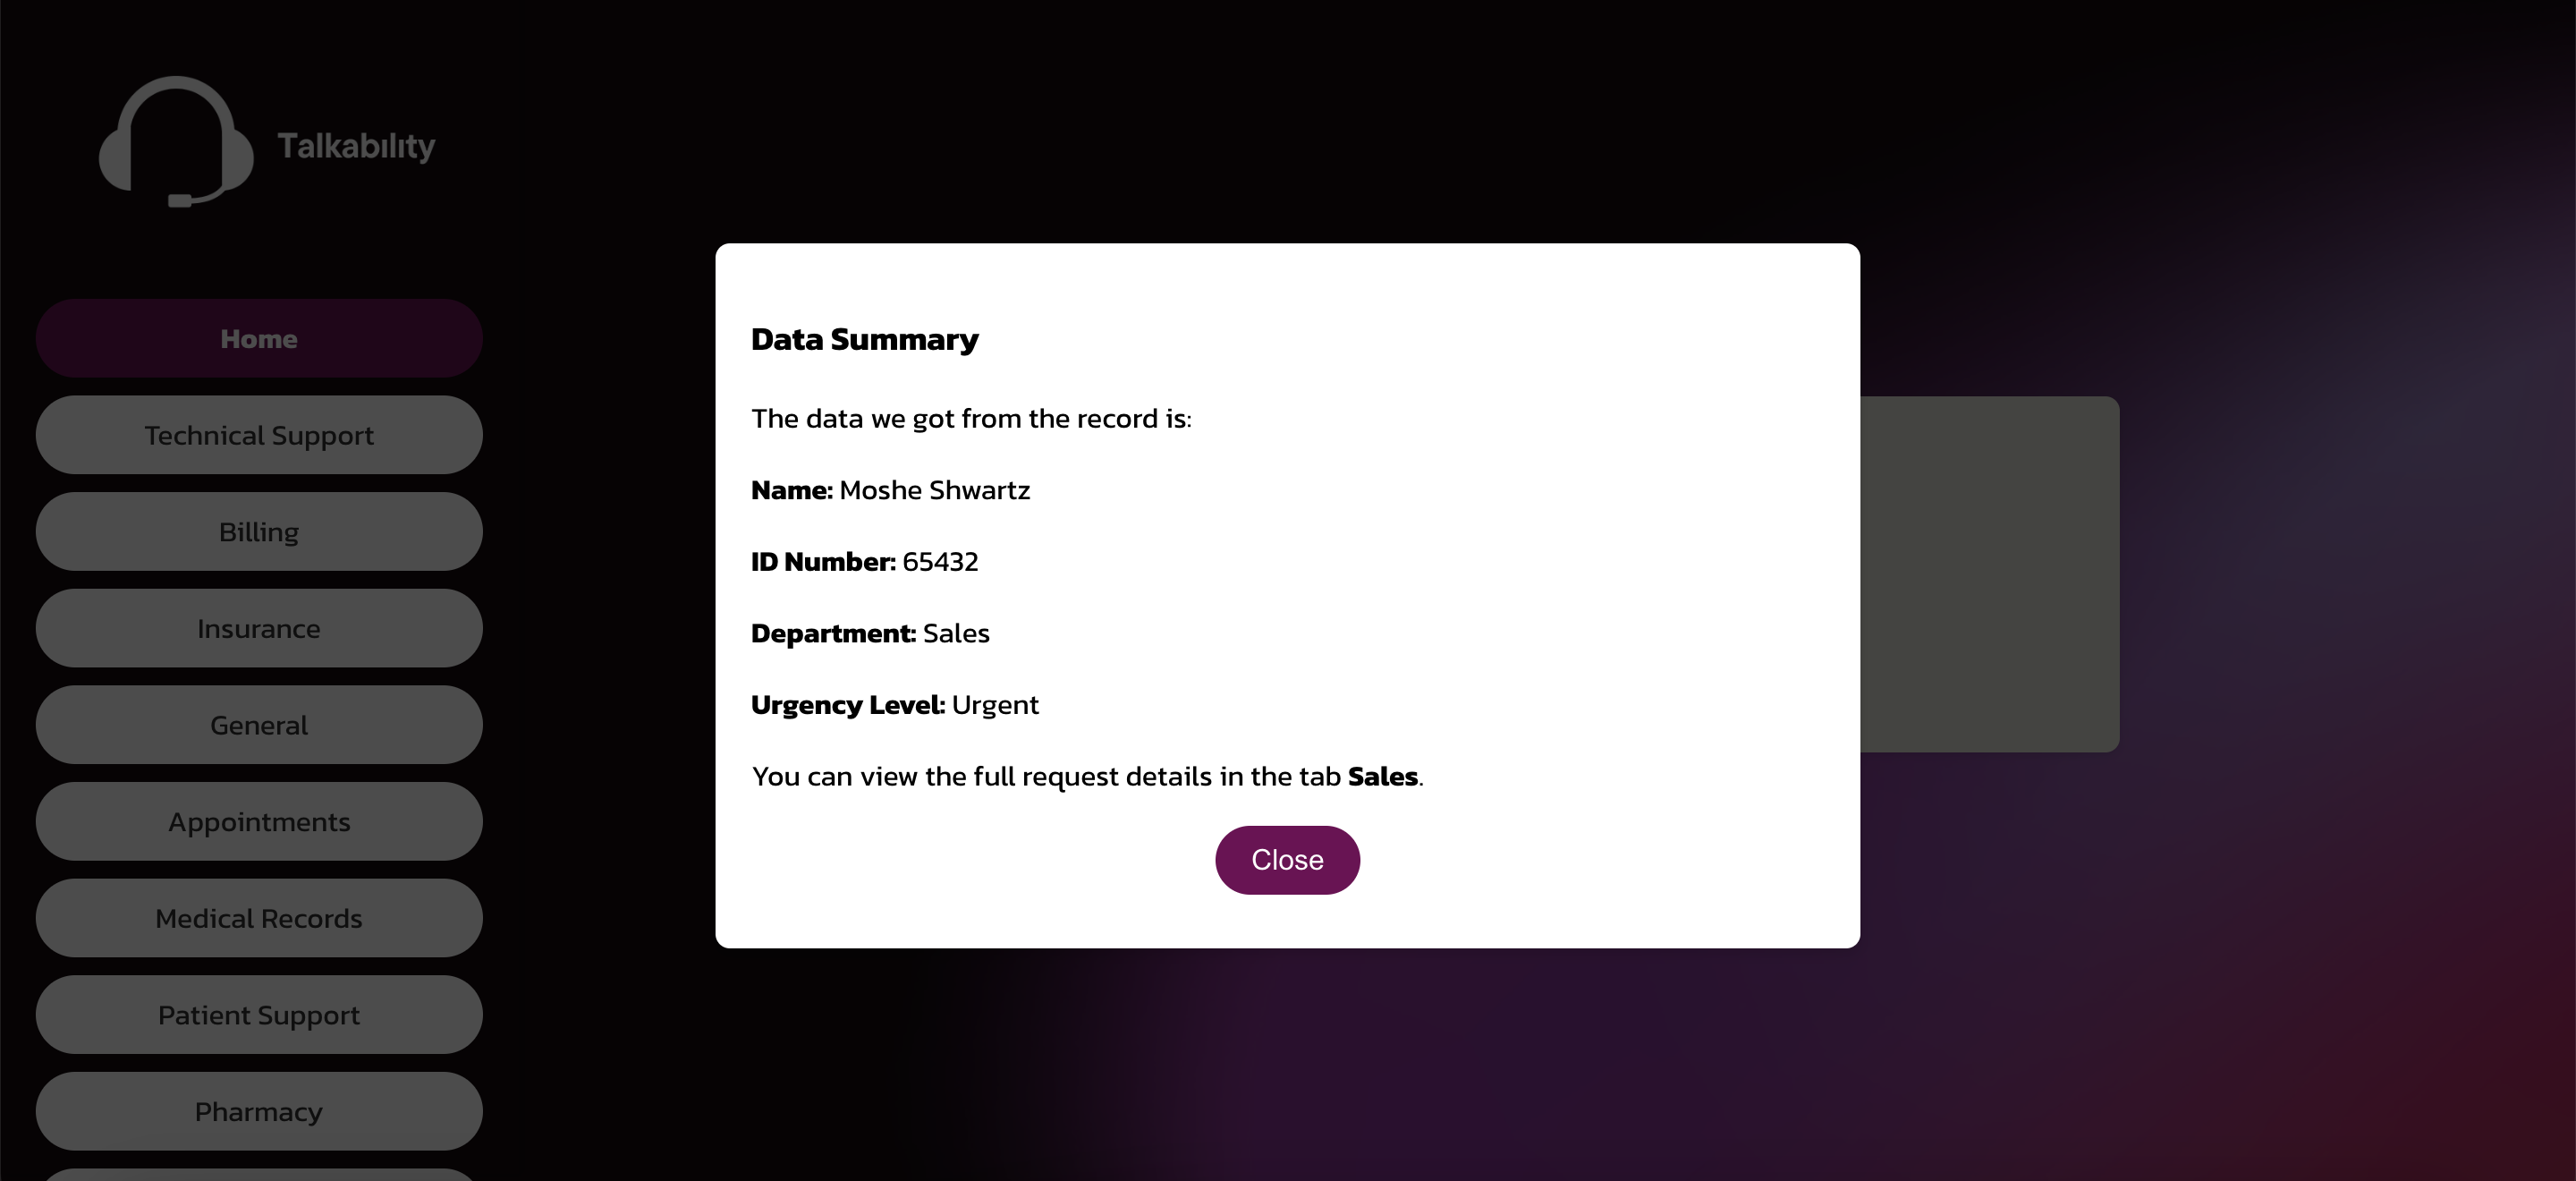 Talkability
Home
Technical Support
Billing
Insurance
General
Appointments
Medical Records
Patient Support
Pharmacy
Data Summary
The data we got from the record is:
Name: Moshe Shwartz
ID Number: 65432
Department: Sales
Urgency Level: Urgent
You can view the full request details in the tab Sales.
Close